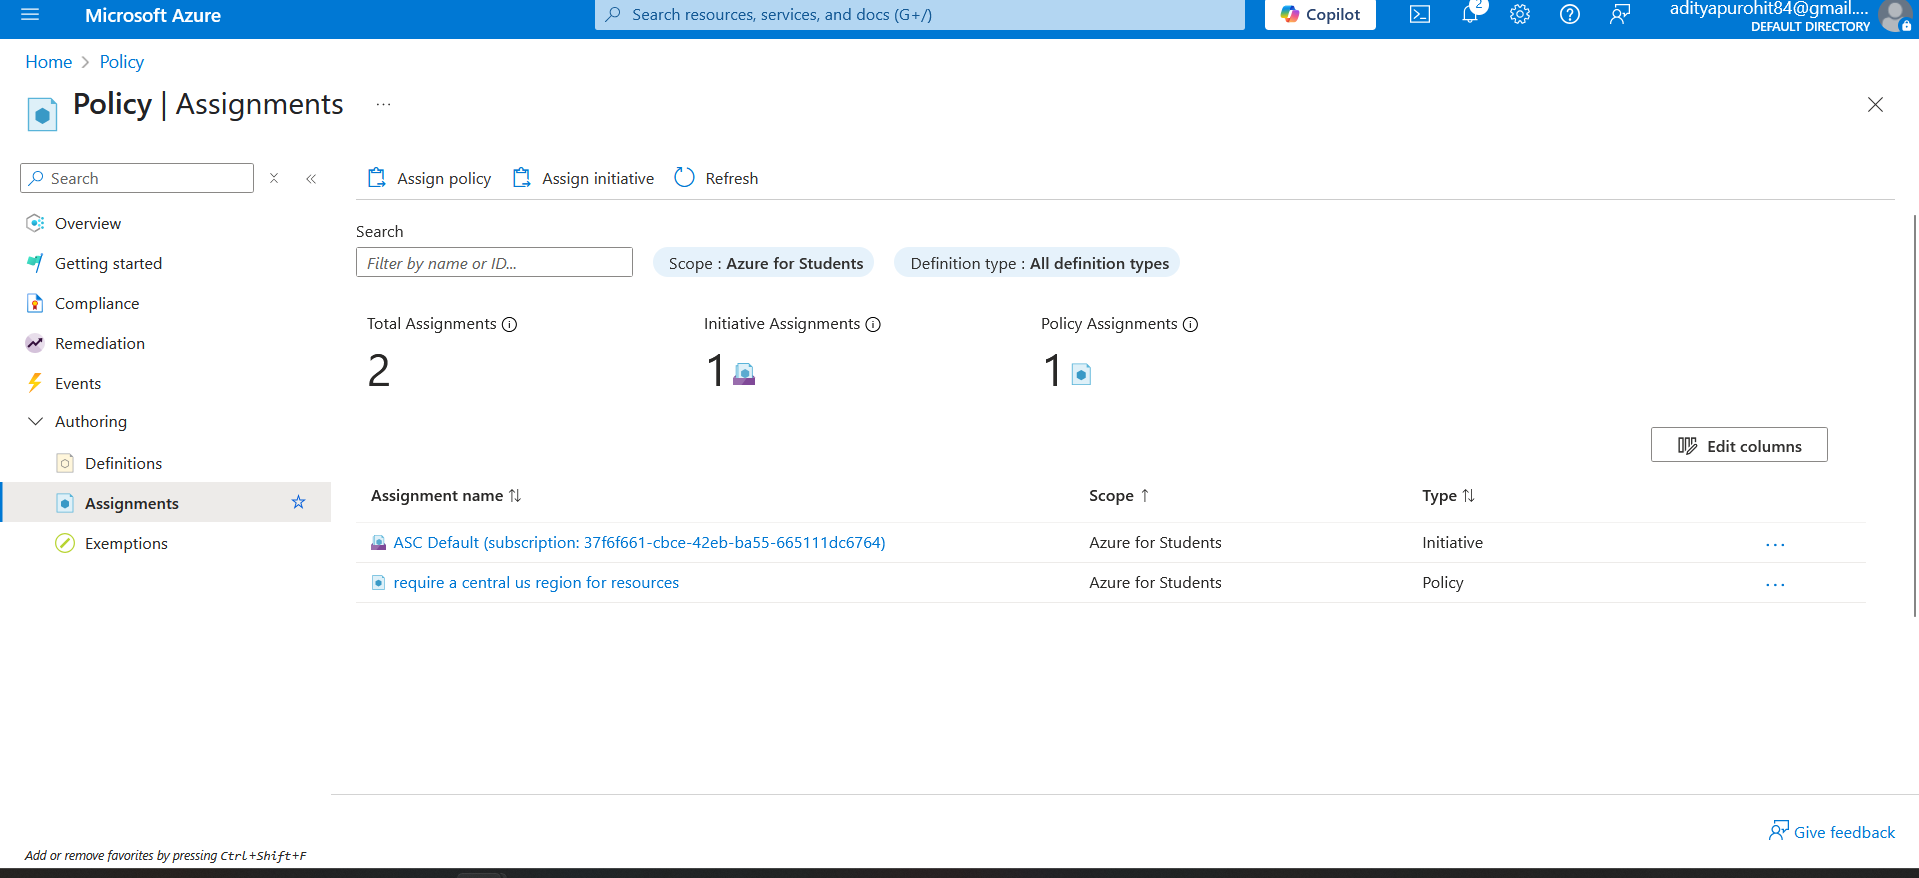 Microsoft Azure
Search resources, services, and docs (G+/)
Copilot
2
adityapurohit84@gmail....
DEFAULT DIRECTORY
Home > Policy
Policy | Assignments ...
Search
Assign policy
Assign initiative
Refresh
Overview
Getting started
Compliance
Remediation
Events
Authoring
Definitions
Assignments
Exemptions
Search
Filter by name or ID...
Scope : Azure for Students
Definition type : All definition types
Total Assignments
2
Initiative Assignments
1
Policy Assignments
1
Edit columns
Assignment name ↑↓ Scope ↑ Type ↑↓
ASC Default (subscription: 37f6f661-cbce-42eb-ba55-665111dc6764) Azure for Students Initiative ...
require a central us region for resources Azure for Students Policy ...
Give feedback
Add or remove favorites by pressing Ctrl+Shift+F